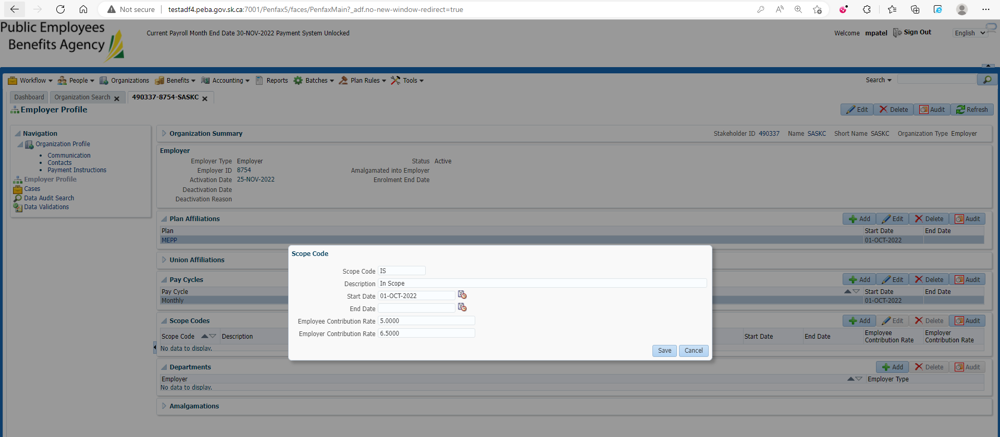 Not secure
testadf4.peba.gov.sk.ca:7001/Penfax5/faces/PenfaxMain?_adf.no-new-window-redirect=true
Public Employees
Benefits Agency
Current Payroll Month End Date 30-NOV-2022 Payment System Unlocked
Welcome mpatel Sign Out English
Workflow People Organizations Benefits Accounting Reports Batches Plan Rules Tools Search
Dashboard Organization Search 490337-8754-SASKC
Employer Profile Edit Delete Audit Refresh
Navigation
Organization Profile
• Communication
• Contacts
• Payment Instructions
Employer Profile
Cases
Data Audit Search
Data Validations
Organization Summary Stakeholder ID 490337 Name SASKC Short Name SASKC Organization Type Employer
Employer
Employer Type Employer Status Active
Employer ID 8754 Amalgamated into Employer
Activation Date 25-NOV-2022 Enrolment End Date
Deactivation Date
Deactivation Reason
Plan Affiliations Add Edit Delete Audit
Plan Start Date End Date
MEPP 01-OCT-2022
Union Affiliations
Pay Cycles Add Edit Delete Audit
Pay Cycle Start Date End Date
Monthly 01-OCT-2022
Scope Codes Add Edit Delete Audit
Scope Code Description Start Date End Date Employee Contribution Rate Employer Contribution Rate
No data to display.
Departments Add Delete Audit
Employer Employer Type
No data to display.
Amalgamations
Scope Code
Scope Code IS
Description In Scope
Start Date 01-OCT-2022
End Date
Employee Contribution Rate 5.0000
Employer Contribution Rate 6.5000
Save Cancel